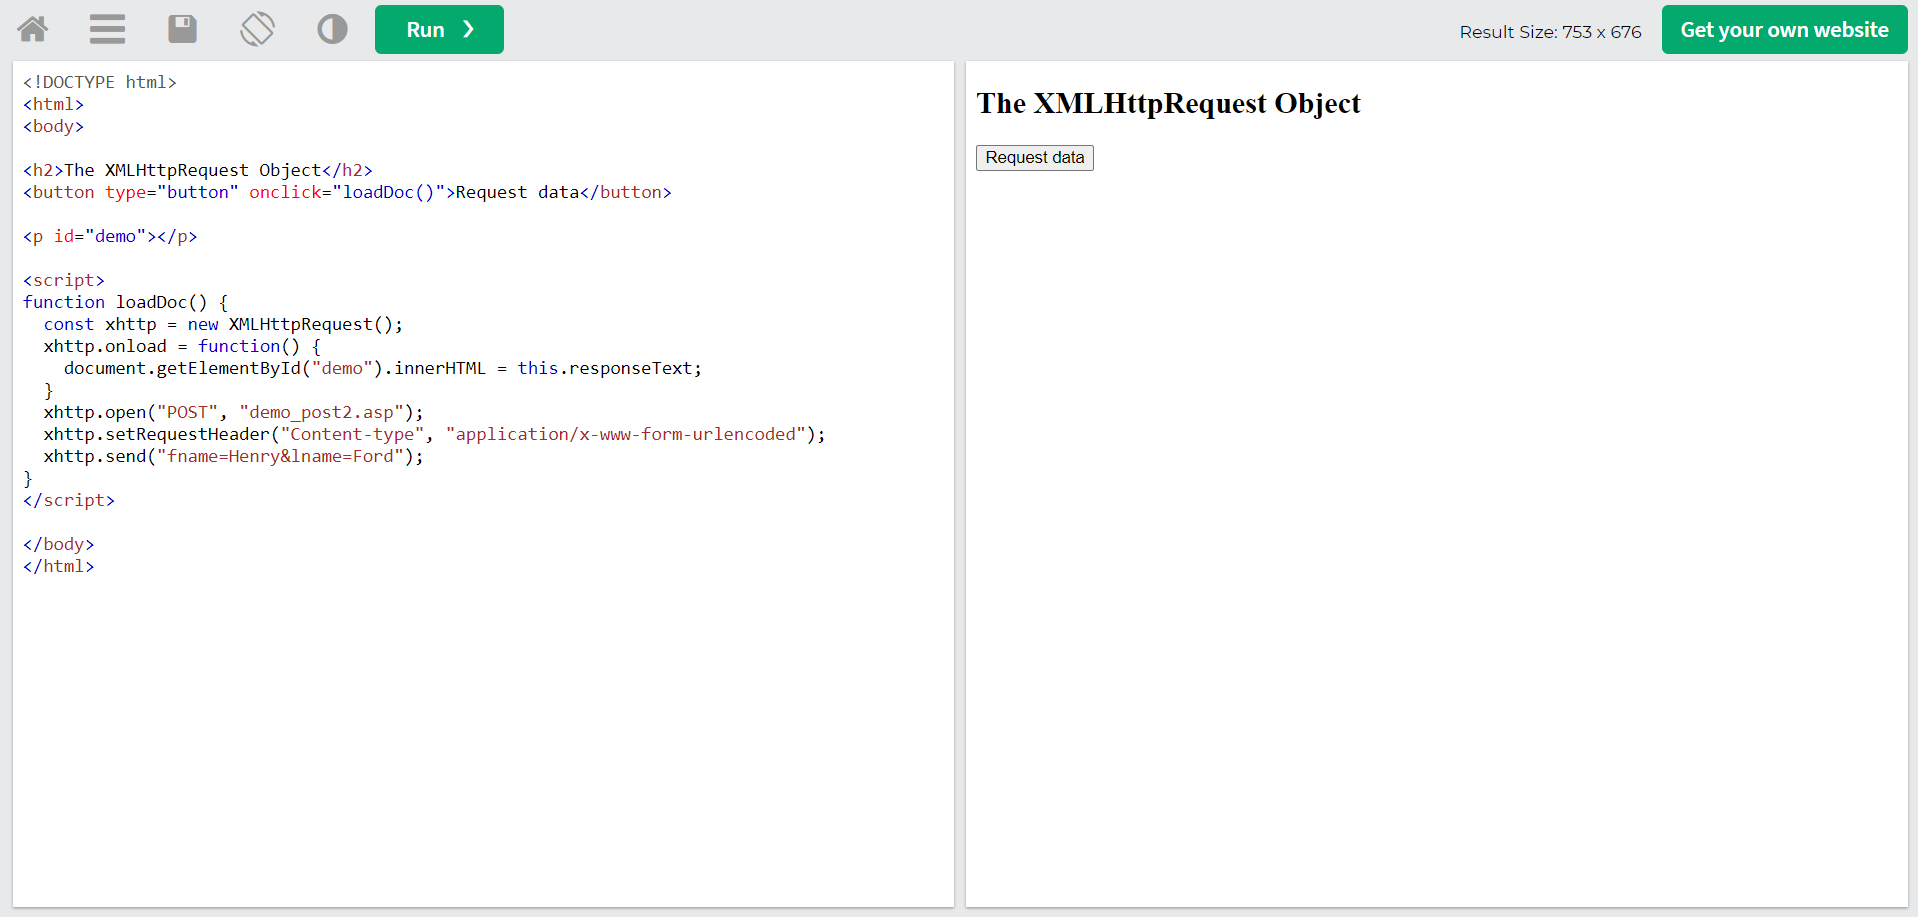 Run ❯
Result Size: 753 x 676
Get your own website
<!DOCTYPE html>
<html>
<body>
<h2>The XMLHttpRequest Object</h2>
<button type="button" onclick="loadDoc()">Request data</button>
<p id="demo"></p>
<script>
function loadDoc() {
  const xhttp = new XMLHttpRequest();
  xhttp.onload = function() {
    document.getElementById("demo").innerHTML = this.responseText;
  }
  xhttp.open("POST", "demo_post2.asp");
  xhttp.setRequestHeader("Content-type", "application/x-www-form-urlencoded");
  xhttp.send("fname=Henry&lname=Ford");
}
</script>
</body>
</html>
The XMLHttpRequest Object
Request data